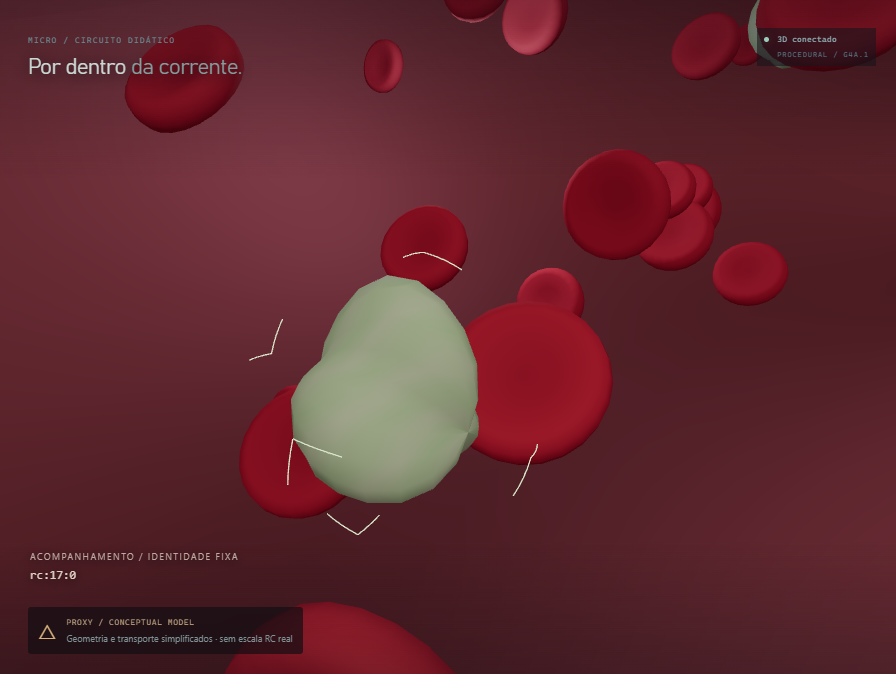 MICRO / CIRCUITO DIDÁTICO
Por dentro da corrente.
3D conectado
PROCEDURAL / G4A.1
ACOMPANHAMENTO / IDENTIDADE FIXA
rc:17:0
PROXY / CONCEPTUAL MODEL
Geometria e transporte simplificados · sem escala RC real